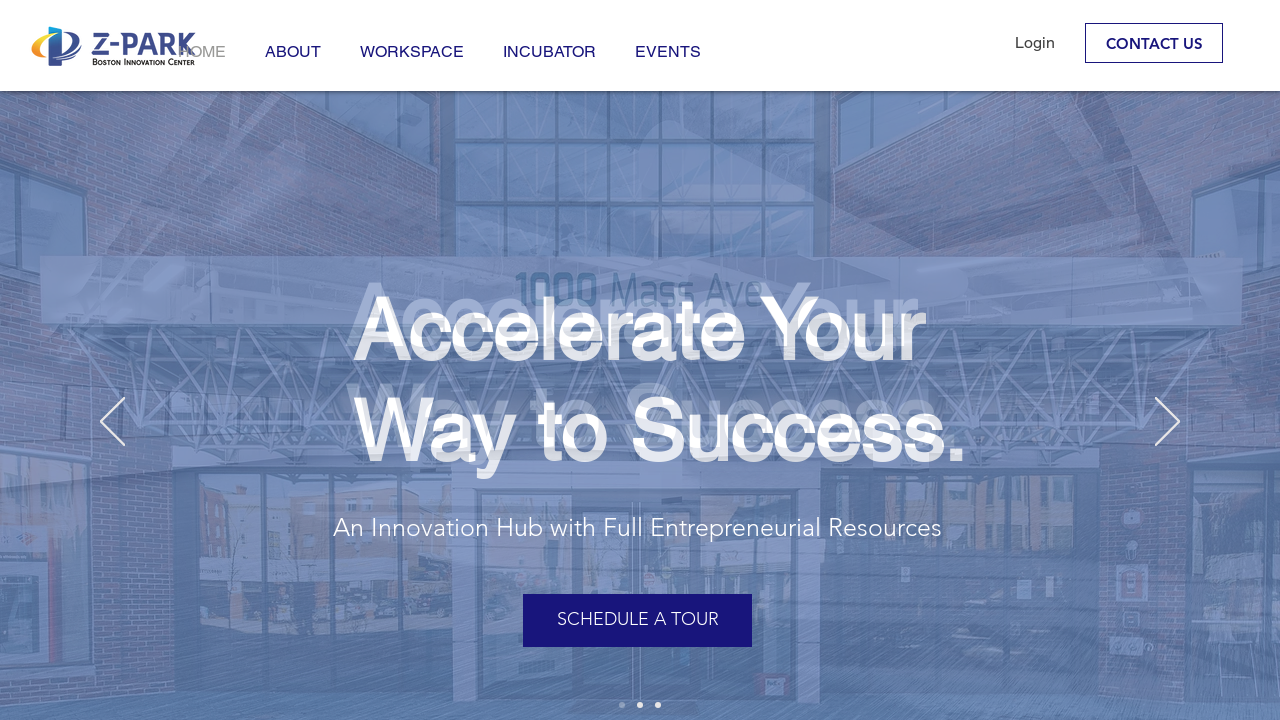 Z-PARK
BOSTON INNOVATION CENTER
HOME
ABOUT
WORKSPACE
INCUBATOR
EVENTS
Login
CONTACT US
1000 Mass Ave
Accelerate Your
Way to Success.
An Innovation Hub with Full Entrepreneurial Resources
SCHEDULE A TOUR